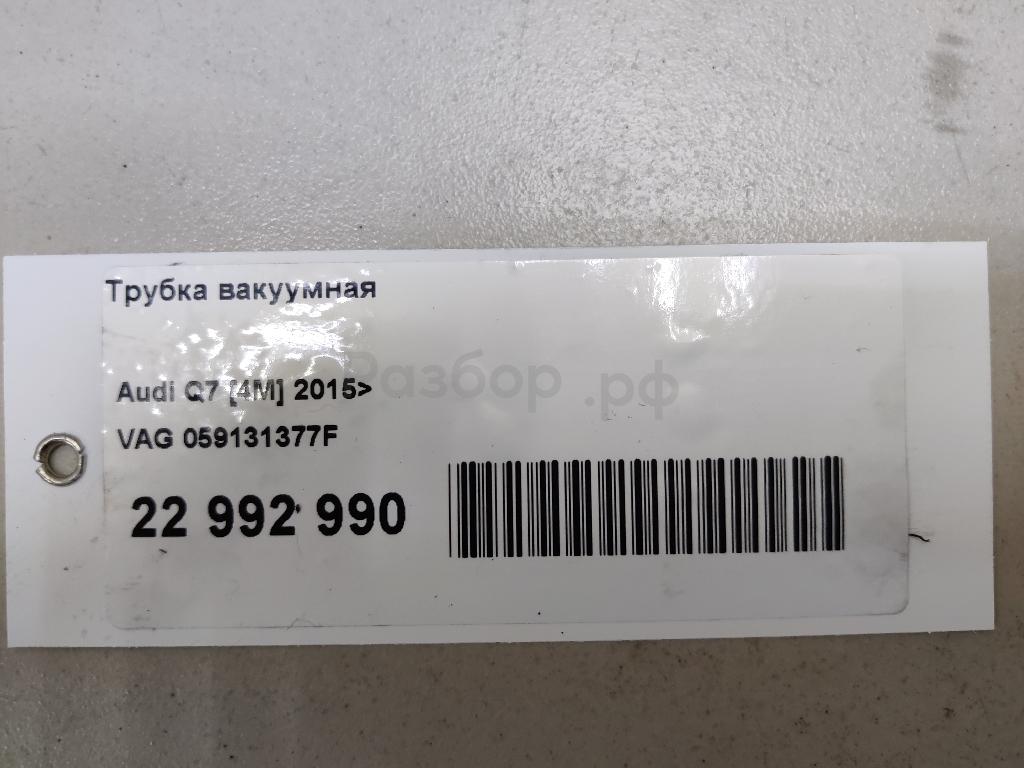 Трубка вакуумная
Разбор.рф
Audi Q7 [4M] 2015>
VAG 059131377F
22 992 990